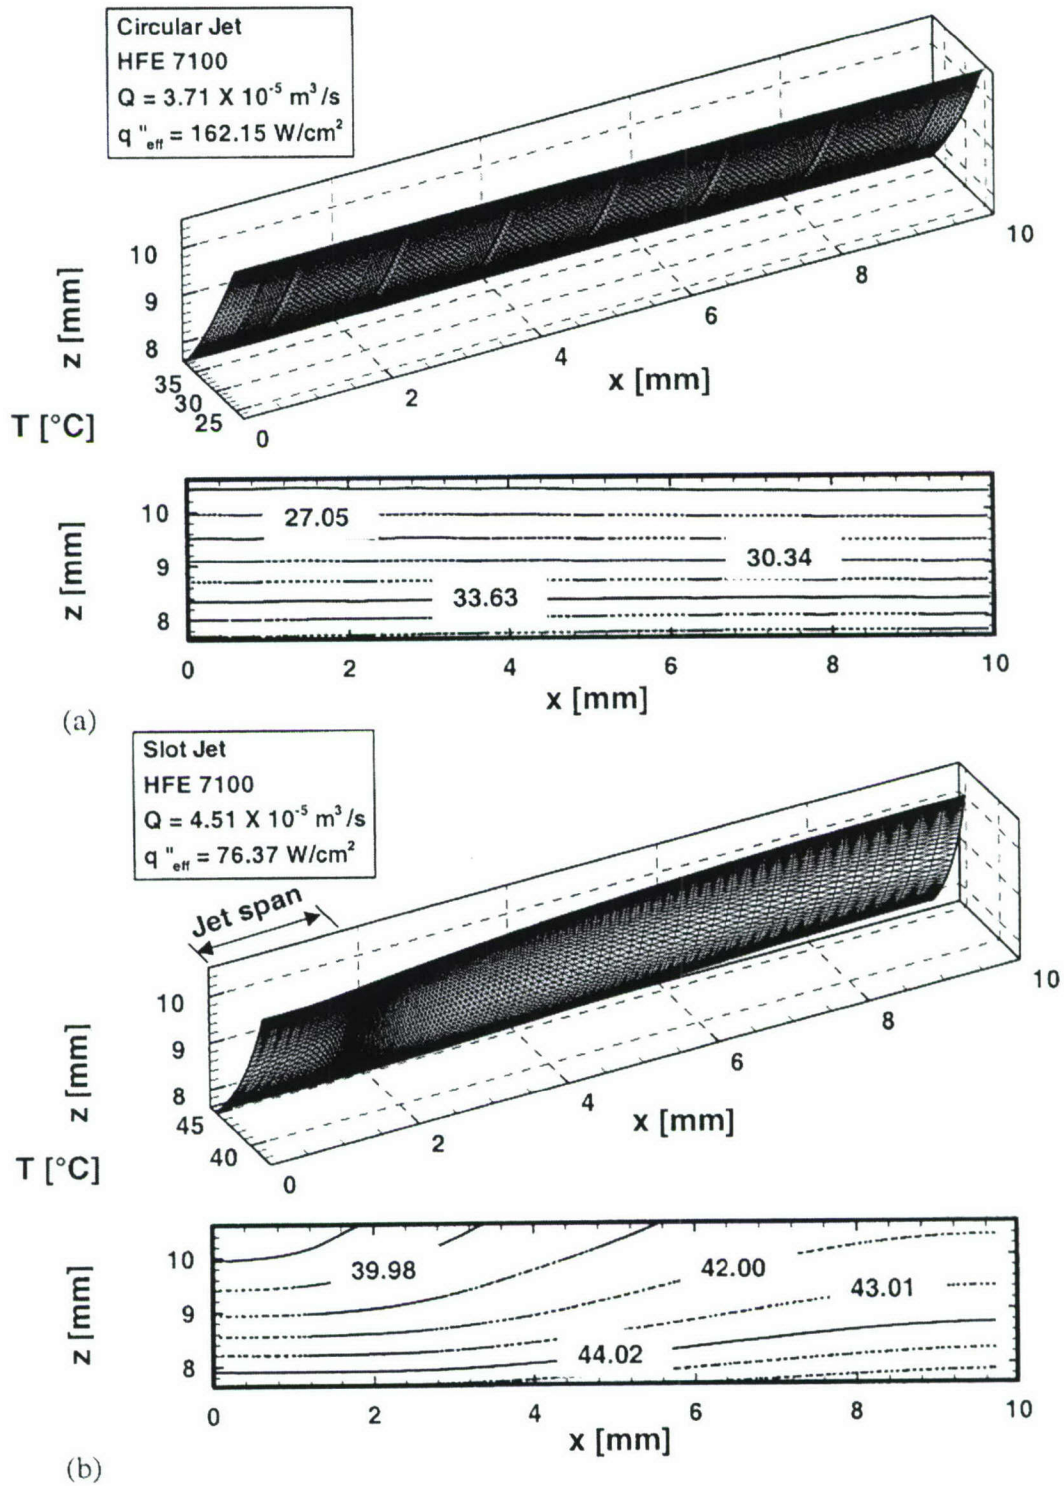 Circular Jet
HFE 7100
Q = 3.71 X 10⁻⁵ m³/s
q "eff = 162.15 W/cm²
z [mm]
10
9
8
35
30
25
T [°C]
0
2
4
6
8
10
x [mm]
z [mm]
10
9
8
27.05
30.34
33.63
0
2
4
6
8
10
x [mm]
(a)
Slot Jet
HFE 7100
Q = 4.51 X 10⁻⁵ m³/s
q "eff = 76.37 W/cm²
Jet span
z [mm]
10
9
8
45
40
T [°C]
0
2
4
6
8
10
x [mm]
z [mm]
10
9
8
39.98
42.00
43.01
44.02
0
2
4
6
8
10
x [mm]
(b)